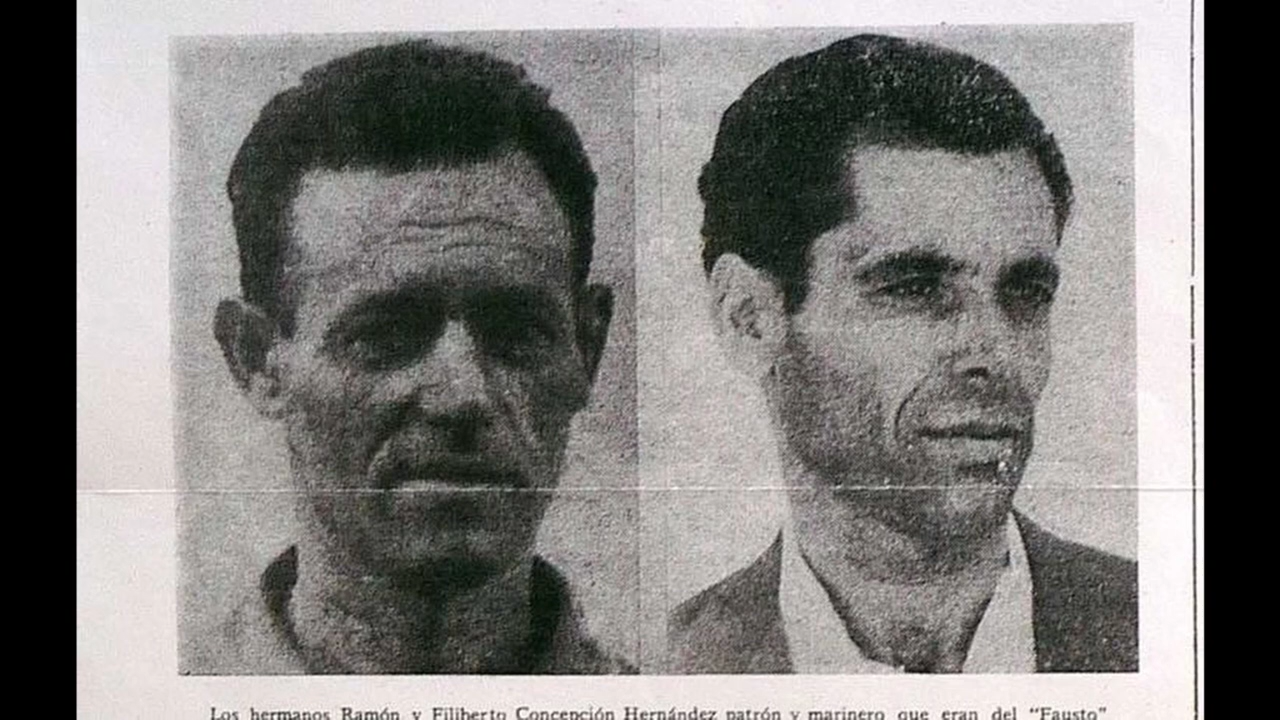 Los hermanos Ramón y Filiberto Concepción Hernández patrón y marinero que eran del “Fausto”